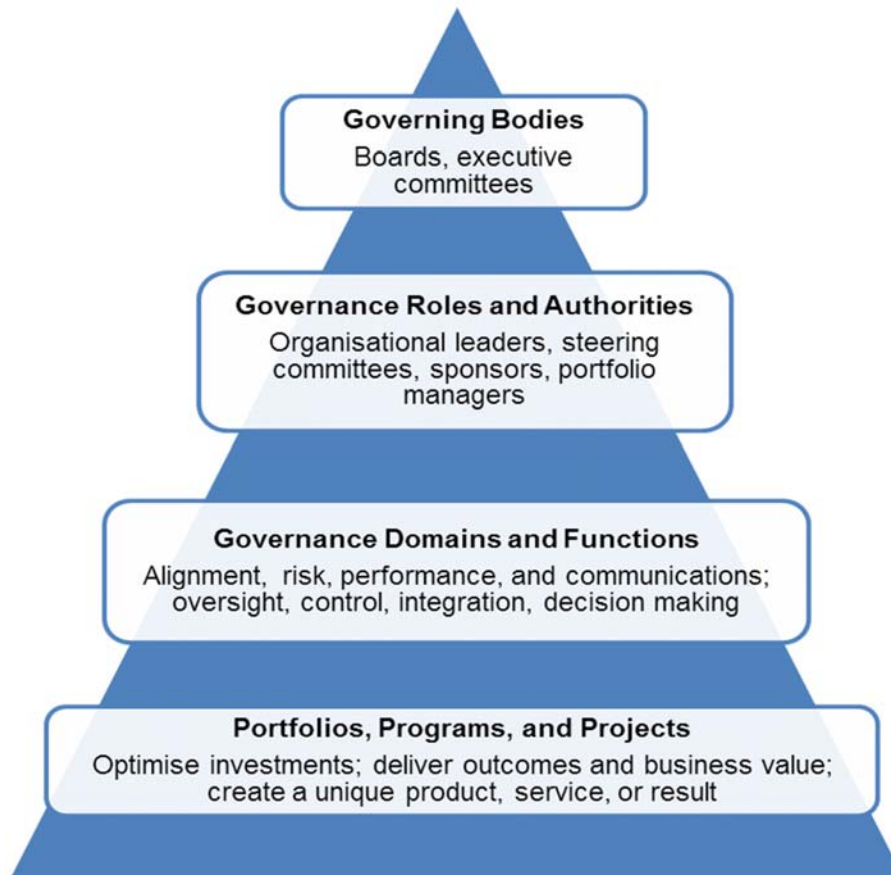 Governing Bodies
Boards, executive
committees
Governance Roles and Authorities
Organisational leaders, steering
committees, sponsors, portfolio
managers
Governance Domains and Functions
Alignment, risk, performance, and communications;
oversight, control, integration, decision making
Portfolios, Programs, and Projects
Optimise investments; deliver outcomes and business value;
create a unique product, service, or result